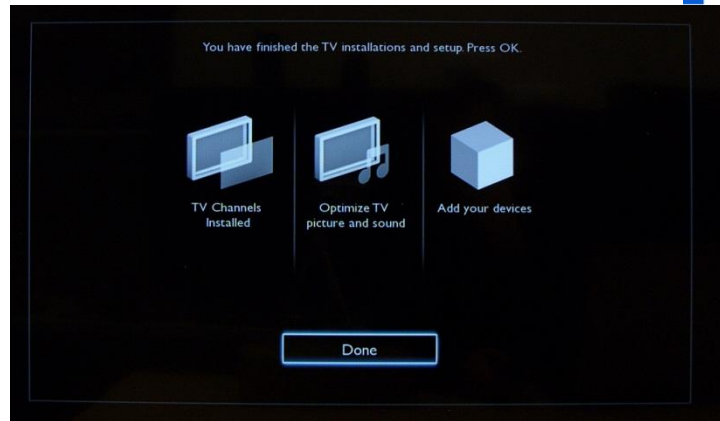 You have finished the TV installations and setup. Press OK.
TV Channels
Installed
Optimize TV
picture and sound
Add your devices
Done